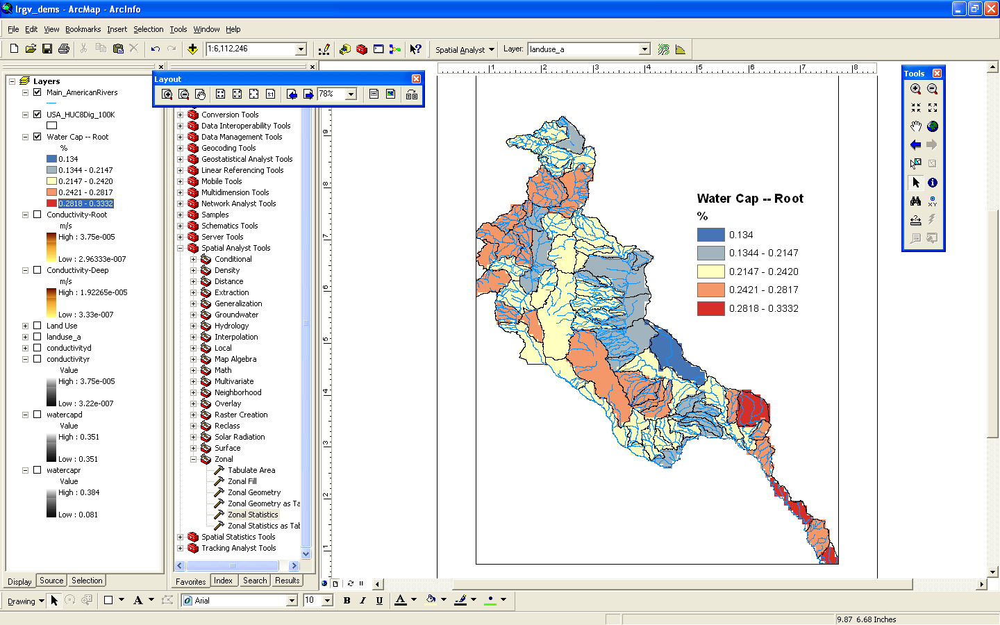 lrgv_dems - ArcMap - ArcInfo
File Edit View Bookmarks Insert Selection Tools Window Help
1:6,112,246
Spatial Analyst
Layer: landuse_a
Layout
78%
1:1
Tools
XY
Layers
Main_AmericanRivers
USA_HUC8Dig_100K
Water Cap -- Root
%
0.134
0.1344 - 0.2147
0.2147 - 0.2420
0.2421 - 0.2817
0.2818 - 0.3332
Conductivity-Root
m/s
High : 3.75e-005
Low : 2.96333e-007
Conductivity-Deep
m/s
High : 1.92265e-005
Low : 3.33e-007
Land Use
landuse_a
conductivityd
conductivityr
Value
High : 3.75e-005
Low : 3.22e-007
watercapd
Value
High : 0.351
Low : 0.351
watercapr
Value
High : 0.384
Low : 0.081
Display Source Selection
Conversion Tools
Data Interoperability Tools
Data Management Tools
Geocoding Tools
Geostatistical Analyst Tools
Linear Referencing Tools
Mobile Tools
Multidimension Tools
Network Analyst Tools
Samples
Schematics Tools
Server Tools
Spatial Analyst Tools
Conditional
Density
Distance
Extraction
Generalization
Groundwater
Hydrology
Interpolation
Local
Map Algebra
Math
Multivariate
Neighborhood
Overlay
Raster Creation
Reclass
Solar Radiation
Surface
Zonal
Tabulate Area
Zonal Fill
Zonal Geometry
Zonal Geometry as Ta
Zonal Statistics
Zonal Statistics as Tab
Spatial Statistics Tools
Tracking Analyst Tools
Favorites Index Search Results
1 2 3 4 5 6 7 8
9
8
7
6
5
4
3
2
1
Water Cap -- Root
%
0.134
0.1344 - 0.2147
0.2147 - 0.2420
0.2421 - 0.2817
0.2818 - 0.3332
Drawing
A
Arial
10
B I U A
9.87 6.68 Inches